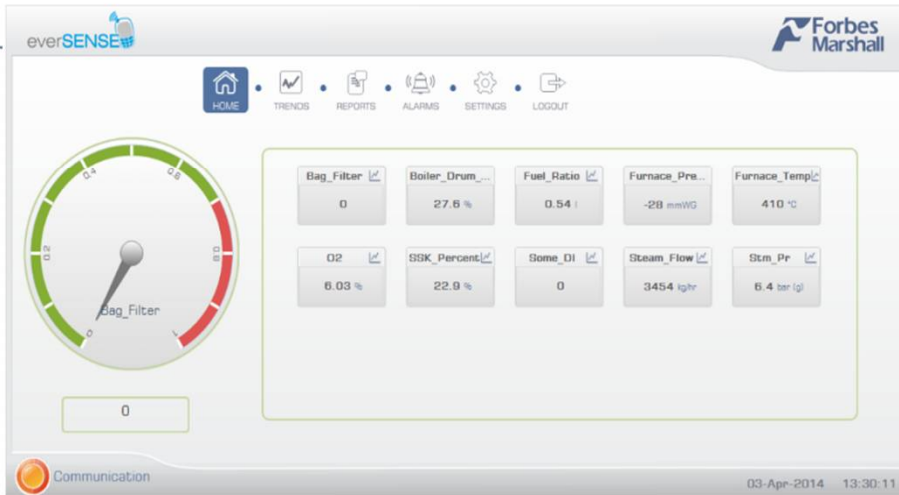 everSENSE
Forbes
Marshall
HOME
TRENDS
REPORTS
ALARMS
SETTINGS
LOGOUT
0.4
0.6
0.2
0.8
0
1
Bag_Filter
0
Bag_Filter
0
Boiler_Drum_...
27.6 %
Fuel_Ratio
0.54 :
Furnace_Pre...
-28 mmWG
Furnace_Temp
410 °C
O2
6.03 %
SSK_Percent
22.9 %
Some_DI
0
Steam_Flow
3454 kg/hr
Stm_Pr
6.4 bar (g)
Communication
03-Apr-2014 13:30:11